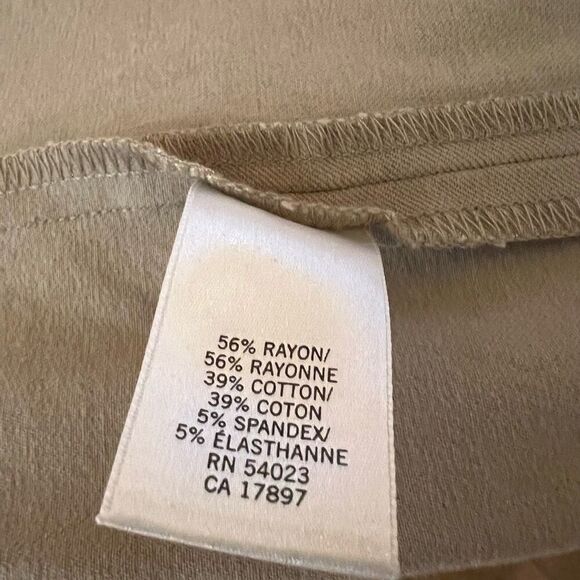 56% RAYON/
56% RAYONNE
39% COTTON/
39% COTON
5% SPANDEX/
5% ÉLASTHANNE
RN 54023
CA 17897